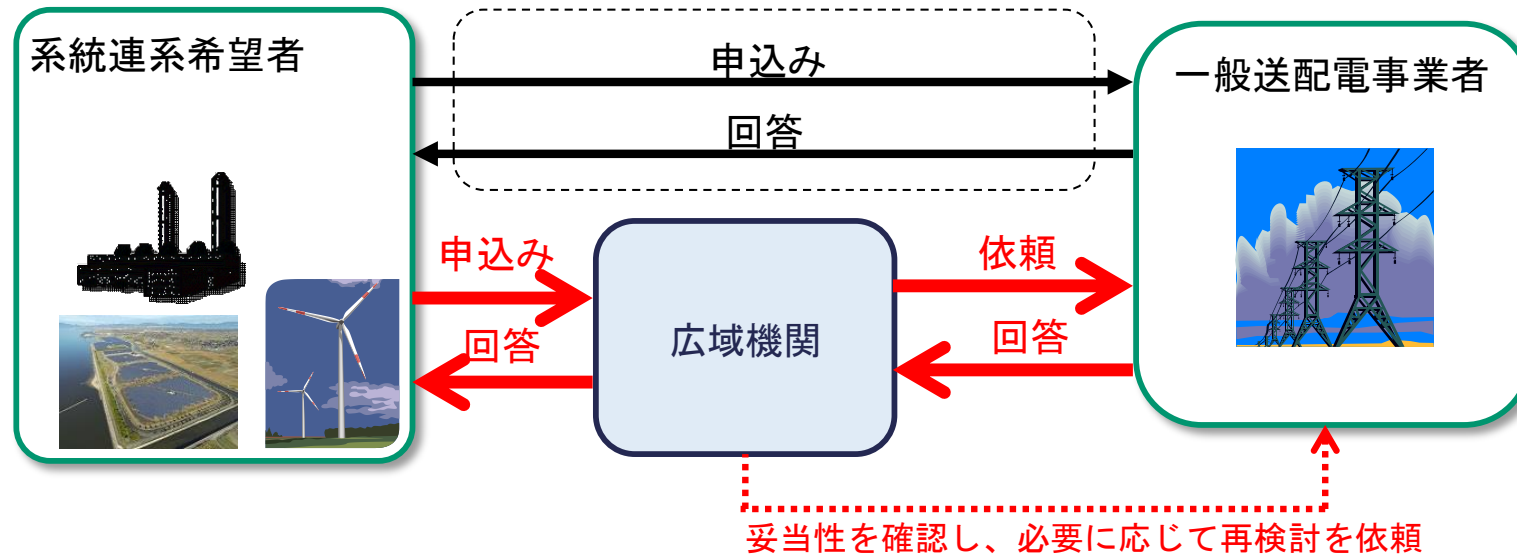 系統連系希望者
申込み
一般送配電事業者
回答
申込み
依頼
回答
広域機関
回答
妥当性を確認し、必要に応じて再検討を依頼